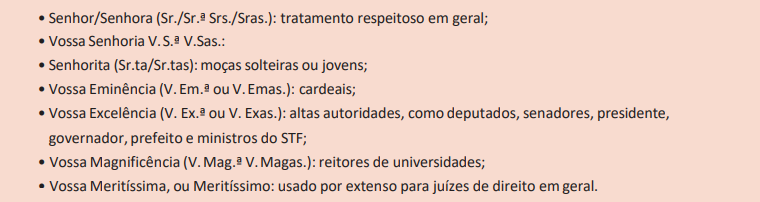 • Senhor/Senhora (Sr./Sr.ª Srs./Sras.): tratamento respeitoso em geral;
• Vossa Senhoria V. S.ª V.Sas.:
• Senhorita (Sr.ta/Sr.tas): moças solteiras ou jovens;
• Vossa Eminência (V. Em.ª ou V. Emas.): cardeais;
• Vossa Excelência (V. Ex.ª ou V. Exas.): altas autoridades, como deputados, senadores, presidente,
governador, prefeito e ministros do STF;
• Vossa Magnificência (V. Mag.ª V. Magas.): reitores de universidades;
• Vossa Meritíssima, ou Meritíssimo: usado por extenso para juízes de direito em geral.